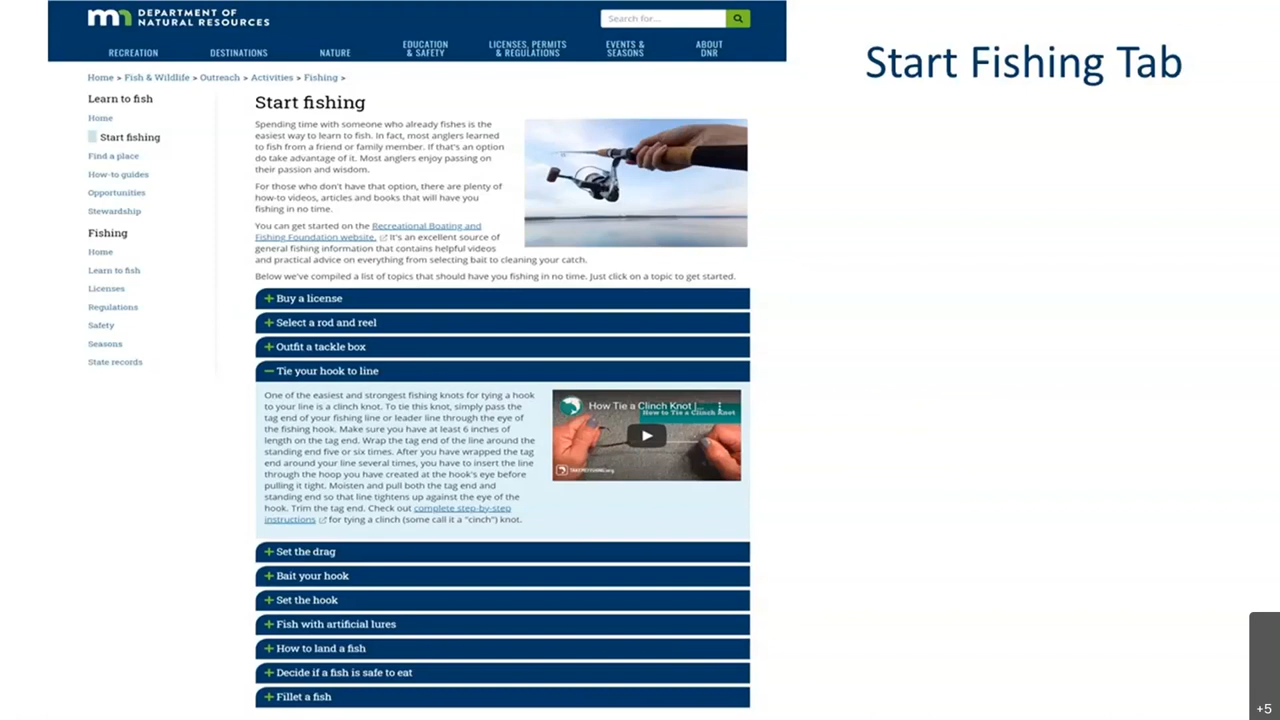 mn DEPARTMENT OF
NATURAL RESOURCES
Search for...
RECREATION
DESTINATIONS
NATURE
EDUCATION
& SAFETY
LICENSES, PERMITS
& REGULATIONS
EVENTS &
SEASONS
ABOUT
DNR
Start Fishing Tab
Home > Fish & Wildlife > Outreach > Activities > Fishing >
Learn to fish
Home
Start fishing
Find a place
How-to guides
Opportunities
Stewardship
Fishing
Home
Learn to fish
Licenses
Regulations
Safety
Seasons
State records
Start fishing
Spending time with someone who already fishes is the
easiest way to learn to fish. In fact, most anglers learned
to fish from a friend or family member. If that's an option
do take advantage of it. Most anglers enjoy passing on
their passion and wisdom.
For those who don't have that option, there are plenty of
how-to videos, articles and books that will have you
fishing in no time.
You can get started on the Recreational Boating and
Fishing Foundation website. It's an excellent source of
general fishing information that contains helpful videos
and practical advice on everything from selecting bait to cleaning your catch.
Below we've compiled a list of topics that should have you fishing in no time. Just click on a topic to get started.
+ Buy a license
+ Select a rod and reel
+ Outfit a tackle box
− Tie your hook to line
One of the easiest and strongest fishing knots for tying a hook
to your line is a clinch knot. To tie this knot, simply pass the
tag end of your fishing line or leader line through the eye of
the fishing hook. Make sure you have at least 6 inches of
length on the tag end. Wrap the tag end of the line around the
standing end five or six times. After you have wrapped the tag
end around your line several times, you have to insert the line
through the hoop you have created at the hook's eye before
pulling it tight. Moisten and pull both the tag end and
standing end so that line tightens up against the eye of the
hook. Trim the tag end. Check out complete step-by-step
instructions for tying a clinch (some call it a "cinch") knot.
How Tie a Clinch Knot |...
How to Tie a Clinch Knot
TAKEMEFISHING.org
+ Set the drag
+ Bait your hook
+ Set the hook
+ Fish with artificial lures
+ How to land a fish
+ Decide if a fish is safe to eat
+ Fillet a fish
+5